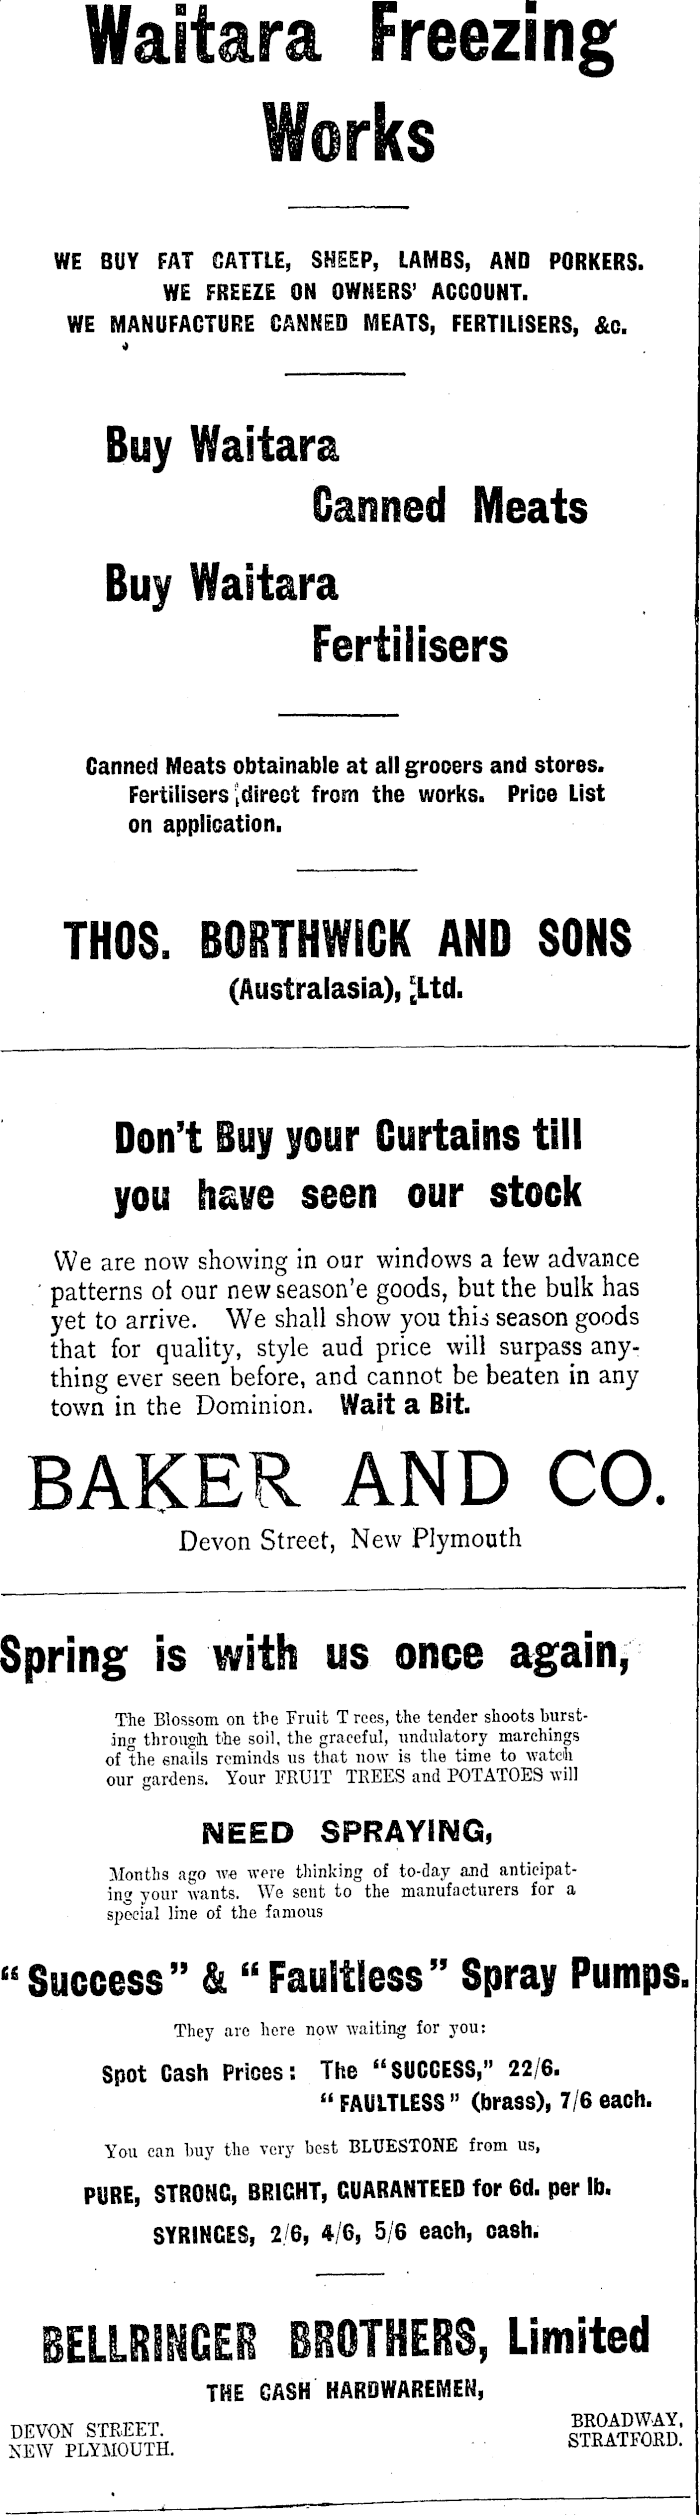 Waitara Freezing
Works
WE BUY FAT CATTLE, SHEEP, LAMBS, AND PORKERS.
WE FREEZE ON OWNERS' ACCOUNT.
WE MANUFACTURE CANNED MEATS, FERTILISERS, &c.
Buy Waitara
Canned Meats
Buy Waitara
Fertilisers
Canned Meats obtainable at all grocers and stores.
Fertilisers direct from the works. Price List
on application.
THOS. BORTHWICK AND SONS
(Australasia), Ltd.
Don't Buy your Curtains till
you have seen our stock
We are now showing in our windows a few advance
patterns of our new season'e goods, but the bulk has
yet to arrive. We shall show you this season goods
that for quality, style aud price will surpass any-
thing ever seen before, and cannot be beaten in any
town in the Dominion. Wait a Bit.
BAKER AND CO.
Devon Street, New Plymouth
Spring is with us once again,
The Blossom on the Fruit Trees, the tender shoots burst-
ing through the soil, the graceful, undulatory marchings
of the snails reminds us that now is the time to watch
our gardens. Your FRUIT TREES and POTATOES will
NEED SPRAYING,
Months ago we were thinking of to-day and anticipat-
ing your wants. We sent to the manufacturers for a
special line of the famous
"Success" & "Faultless" Spray Pumps.
They are here now waiting for you:
Spot Cash Prices: The "SUCCESS," 22/6.
"FAULTLESS" (brass), 7/6 each.
You can buy the very best BLUESTONE from us,
PURE, STRONG, BRIGHT, GUARANTEED for 6d. per lb.
SYRINGES, 2/6, 4/6, 5/6 each, cash.
BELLRINGER BROTHERS, Limited
THE CASH HARDWAREMEN,
DEVON STREET.
NEW PLYMOUTH.
BROADWAY,
STRATFORD.